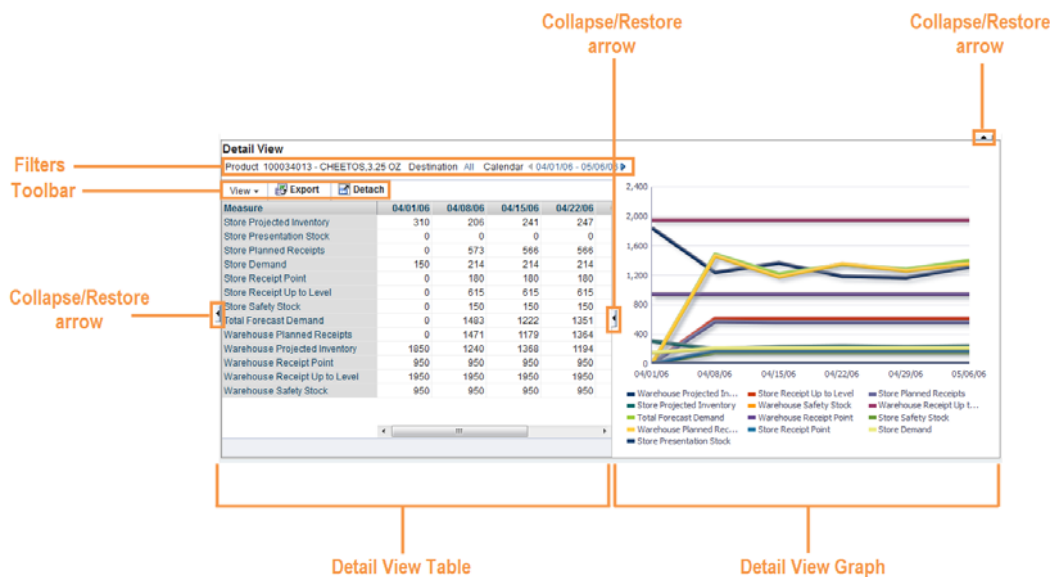 Collapse/Restore
arrow
Collapse/Restore
arrow
Filters
Toolbar
Collapse/Restore
arrow
Detail View
Product 100034013 - CHEETOS,3.25 OZ Destination All Calendar 04/01/06 - 05/06/06
View Export Detach
Measure 04/01/06 04/08/06 04/15/06 04/22/06
Store Projected Inventory 310 206 241 247
Store Presentation Stock 0 0 0 0
Store Planned Receipts 0 573 566 566
Store Demand 150 214 214 214
Store Receipt Point 0 180 180 180
Store Receipt Up to Level 0 615 615 615
Store Safety Stock 0 150 150 150
Total Forecast Demand 0 1483 1222 1351
Warehouse Planned Receipts 0 1471 1179 1364
Warehouse Projected Inventory 1850 1240 1368 1194
Warehouse Receipt Point 950 950 950 950
Warehouse Receipt Up to Level 1950 1950 1950 1950
Warehouse Safety Stock 950 950 950 950
2,400
2,000
1,600
1,200
800
400
0
04/01/06 04/08/06 04/15/06 04/22/06 04/29/06 05/06/06
Warehouse Projected In... Store Receipt Up to Level Store Planned Receipts
Store Projected Inventory Warehouse Safety Stock Warehouse Receipt Up t...
Total Forecast Demand Warehouse Receipt Point Store Safety Stock
Warehouse Planned Rec... Store Receipt Point Store Demand
Store Presentation Stock
Detail View Table
Detail View Graph